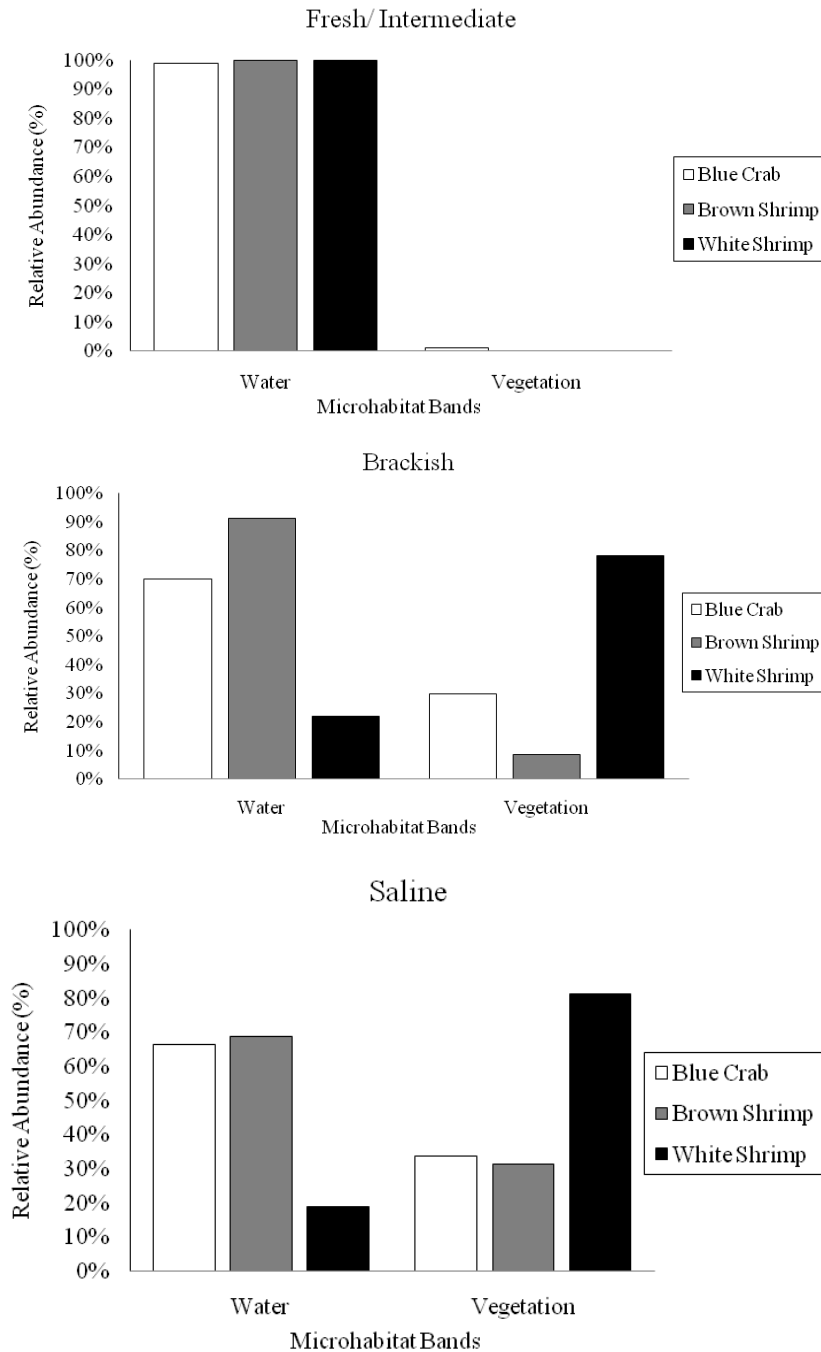 Fresh/ Intermediate
100%
90%
80%
70%
60%
50%
40%
30%
20%
10%
0%
Relative Abundance (%)
Water
Vegetation
Microhabitat Bands
Blue Crab
Brown Shrimp
White Shrimp
Brackish
100%
90%
80%
70%
60%
50%
40%
30%
20%
10%
0%
Relative Abundance (%)
Water
Vegetation
Microhabitat Bands
Blue Crab
Brown Shrimp
White Shrimp
Saline
100%
90%
80%
70%
60%
50%
40%
30%
20%
10%
0%
Relative Abundance (%)
Water
Vegetation
Microhabitat Bands
Blue Crab
Brown Shrimp
White Shrimp